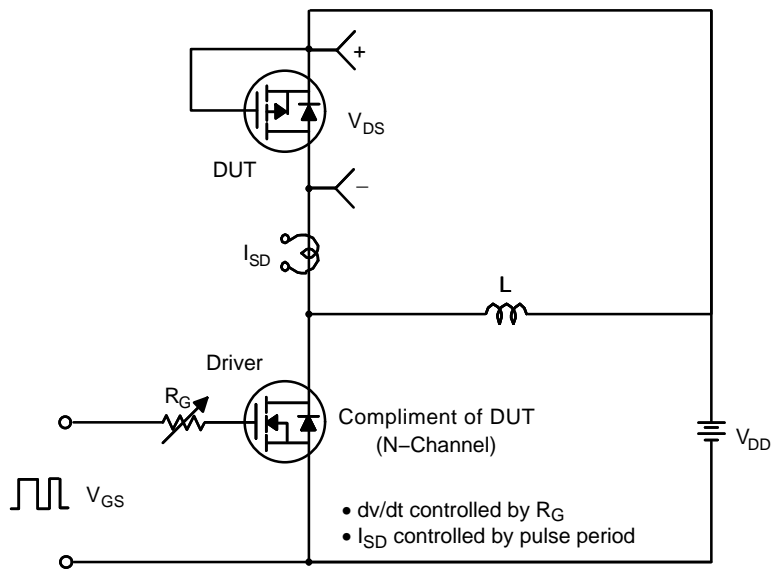 +
V_DS
DUT
−
I_SD
L
Driver
R_G
Compliment of DUT
(N−Channel)
V_DD
V_GS
• dv/dt controlled by R_G
• I_SD controlled by pulse period